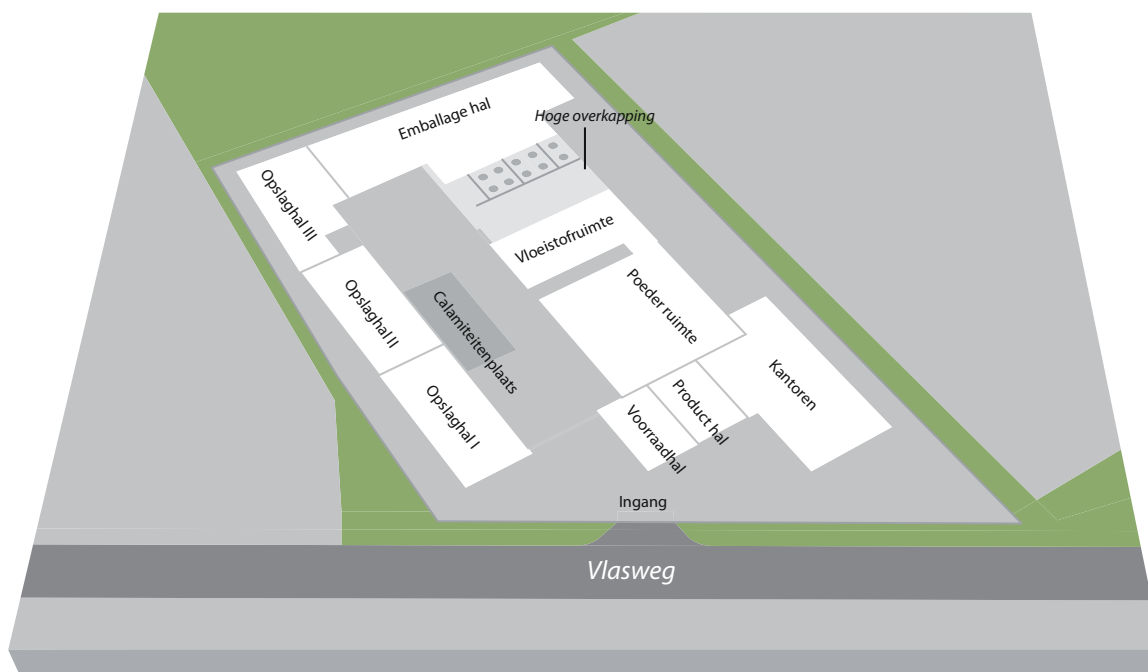 Emballage hal
Hoge overkapping
Opslaghal III
Vloeistofruimte
Opslaghal II
Calamiteitenplaats
Poeder ruimte
Kantoren
Opslaghal I
Product hal
Voorraadhal
Ingang
Vlasweg